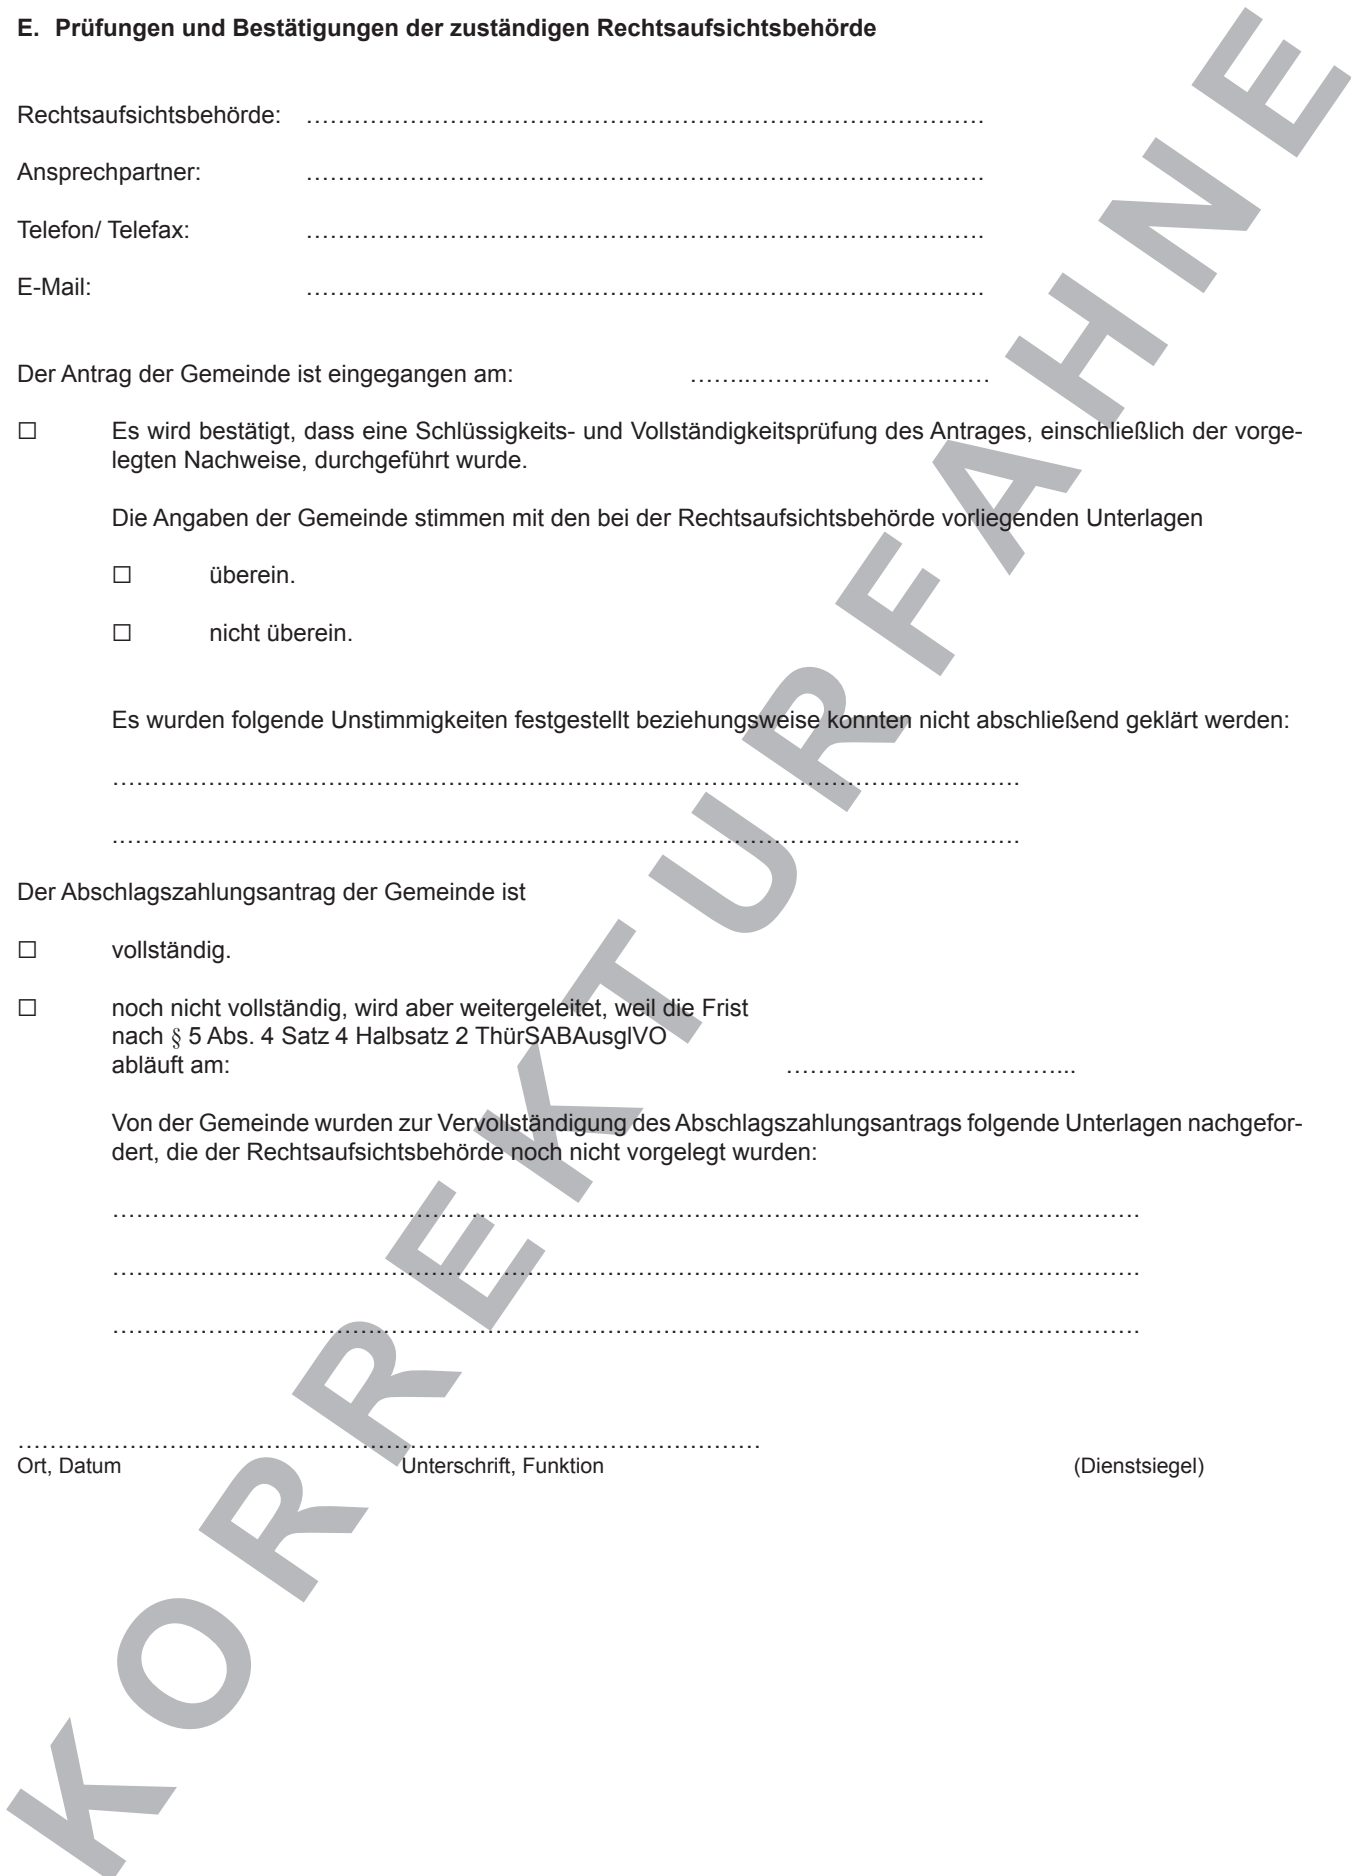 E. Prüfungen und Bestätigungen der zuständigen Rechtsaufsichtsbehörde
Rechtsaufsichtsbehörde: ……………………………………………………………………………
Ansprechpartner: ……………………………………………………………………………
Telefon/ Telefax: ……………………………………………………………………………
E-Mail: ……………………………………………………………………………
Der Antrag der Gemeinde ist eingegangen am: ……..…………………………
☐ Es wird bestätigt, dass eine Schlüssigkeits- und Vollständigkeitsprüfung des Antrages, einschließlich der vorge-
legten Nachweise, durchgeführt wurde.
Die Angaben der Gemeinde stimmen mit den bei der Rechtsaufsichtsbehörde vorliegenden Unterlagen
☐ überein.
☐ nicht überein.
Es wurden folgende Unstimmigkeiten festgestellt beziehungsweise konnten nicht abschließend geklärt werden:
……………………………………………………………………………………………………
……………………………………………………………………………………………………
Der Abschlagszahlungsantrag der Gemeinde ist
☐ vollständig.
☐ noch nicht vollständig, wird aber weitergeleitet, weil die Frist
nach § 5 Abs. 4 Satz 4 Halbsatz 2 ThürSABAusglVO
abläuft am: ……….……………………...
Von der Gemeinde wurden zur Vervollständigung des Abschlagszahlungsantrags folgende Unterlagen nachgefor-
dert, die der Rechtsaufsichtsbehörde noch nicht vorgelegt wurden:
…………………………………………………………………………………………………………………
…………………………………………………………………………………………………………………
…………………………………………………………………………………………………………………
…………………………………………………………………………………
Ort, Datum Unterschrift, Funktion (Dienstsiegel)
KORREKTURFAHNE